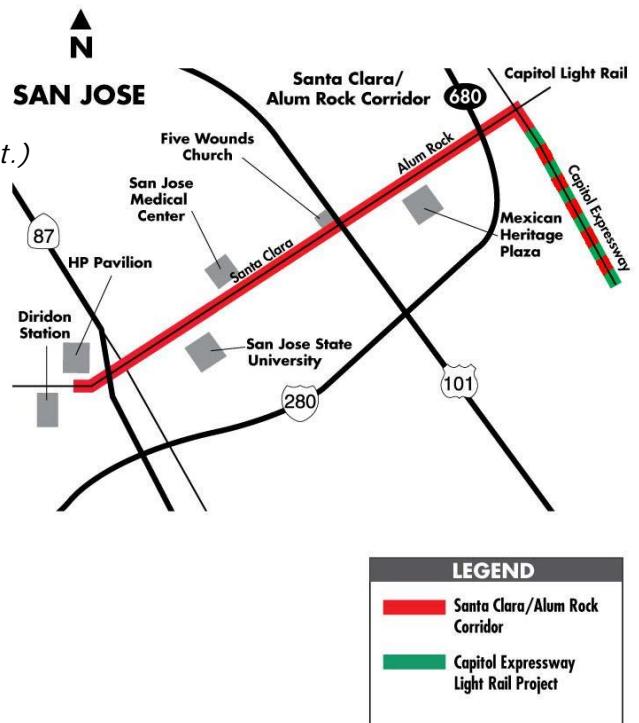 N
SAN JOSE
t.)
Santa Clara/
Alum Rock Corridor
680
Capitol Light Rail
Five Wounds
Church
Alum Rock
San Jose
Medical
Center
Capitol Expressway
87
Mexican
Heritage
Plaza
HP Pavilion
Santa Clara
Diridon
Station
San Jose State
University
280
101
LEGEND
Santa Clara/Alum Rock
Corridor
Capitol Expressway
Light Rail Project